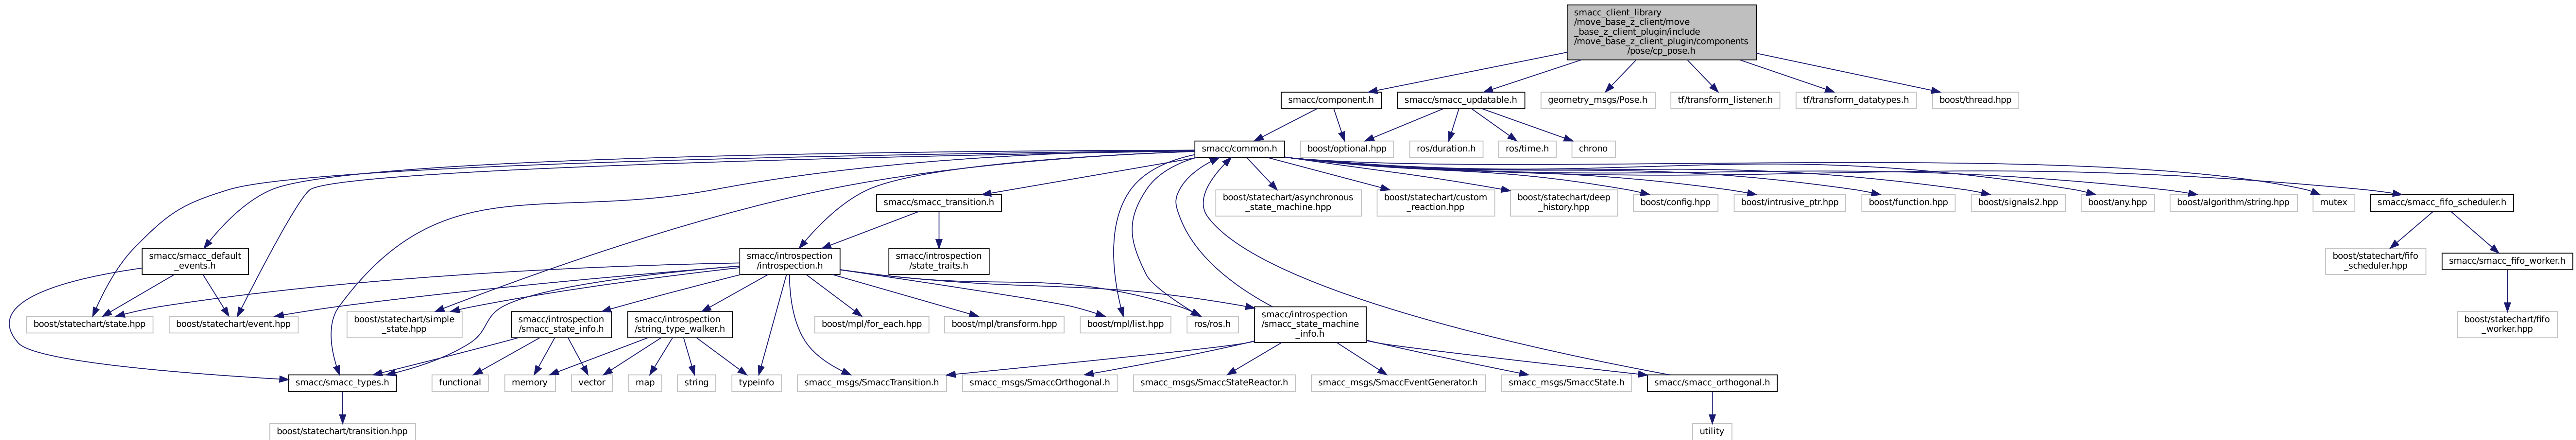 smacc_client_library
/move_base_z_client/move
_base_z_client_plugin/include
/move_base_z_client_plugin/components
/pose/cp_pose.h
smacc/component.h
smacc/smacc_updatable.h
geometry_msgs/Pose.h
tf/transform_listener.h
tf/transform_datatypes.h
boost/thread.hpp
smacc/common.h
boost/optional.hpp
ros/duration.h
ros/time.h
chrono
smacc/smacc_transition.h
boost/statechart/asynchronous
_state_machine.hpp
boost/statechart/custom
_reaction.hpp
boost/statechart/deep
_history.hpp
boost/config.hpp
boost/intrusive_ptr.hpp
boost/function.hpp
boost/signals2.hpp
boost/any.hpp
boost/algorithm/string.hpp
mutex
smacc/smacc_fifo_scheduler.h
smacc/smacc_default
_events.h
smacc/introspection
/introspection.h
smacc/introspection
/state_traits.h
boost/statechart/fifo
_scheduler.hpp
smacc/smacc_fifo_worker.h
boost/statechart/state.hpp
boost/statechart/event.hpp
boost/statechart/simple
_state.hpp
smacc/introspection
/smacc_state_info.h
smacc/introspection
/string_type_walker.h
boost/mpl/for_each.hpp
boost/mpl/transform.hpp
boost/mpl/list.hpp
ros/ros.h
smacc/introspection
/smacc_state_machine
_info.h
boost/statechart/fifo
_worker.hpp
smacc/smacc_types.h
functional
memory
vector
map
string
typeinfo
smacc_msgs/SmaccTransition.h
smacc_msgs/SmaccOrthogonal.h
smacc_msgs/SmaccStateReactor.h
smacc_msgs/SmaccEventGenerator.h
smacc_msgs/SmaccState.h
smacc/smacc_orthogonal.h
boost/statechart/transition.hpp
utility